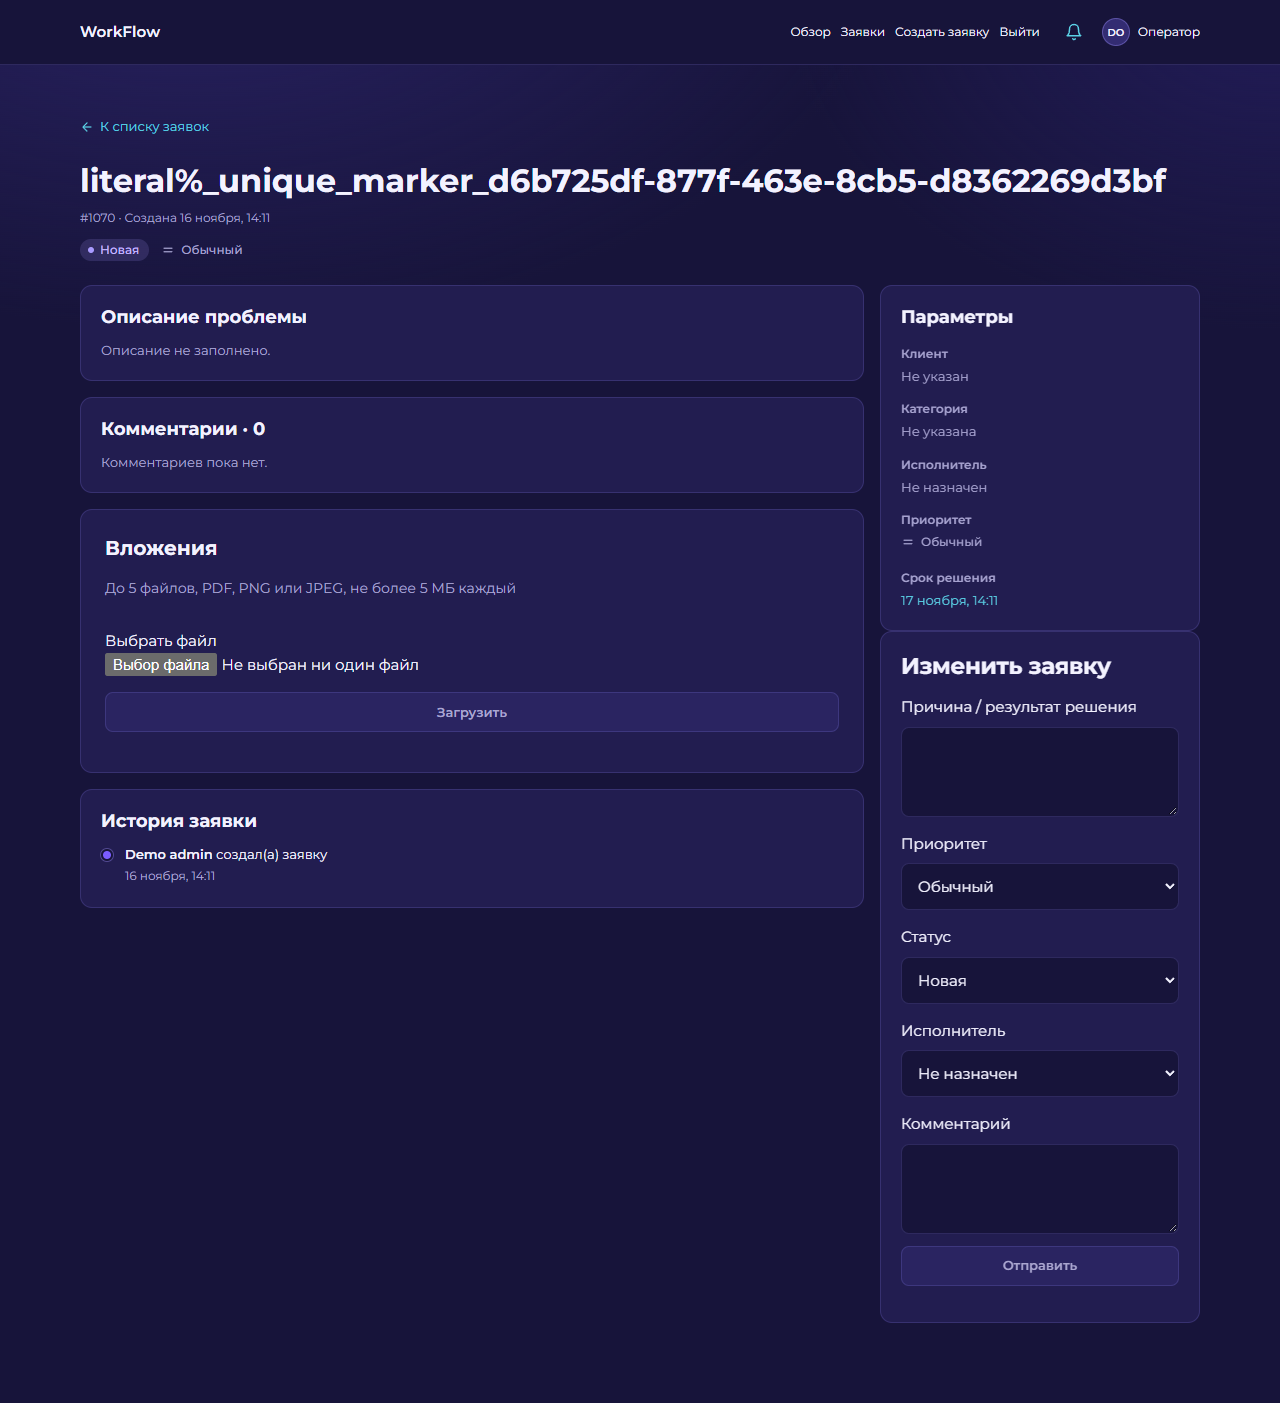 WorkFlow
Обзор Заявки Создать заявку Выйти DO Оператор
← К списку заявок
literal%_unique_marker_d6b725df-877f-463e-8cb5-d8362269d3bf
#1070 · Создана 16 ноября, 14:11
Новая = Обычный
Описание проблемы
Описание не заполнено.
Комментарии · 0
Комментариев пока нет.
Вложения
До 5 файлов, PDF, PNG или JPEG, не более 5 МБ каждый
Выбрать файл
Выбор файла Не выбран ни один файл
Загрузить
История заявки
Demo admin создал(а) заявку
16 ноября, 14:11
Параметры
Клиент
Не указан
Категория
Не указана
Исполнитель
Не назначен
Приоритет
= Обычный
Срок решения
17 ноября, 14:11
Изменить заявку
Причина / результат решения
Приоритет
Обычный
Статус
Новая
Исполнитель
Не назначен
Комментарий
Отправить